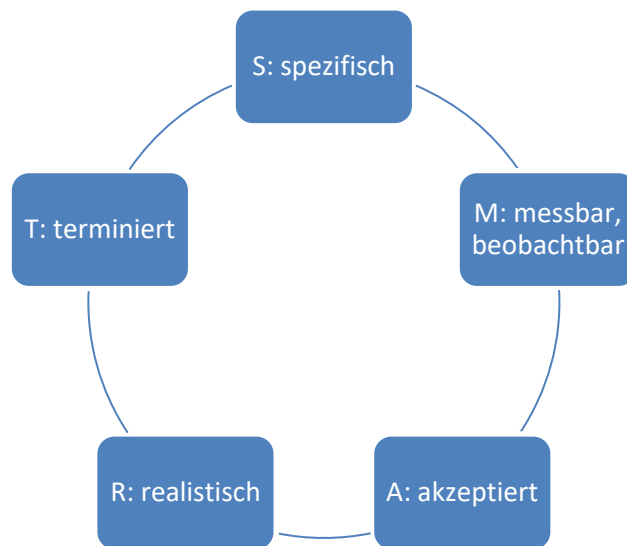 S: spezifisch
M: messbar,
beobachtbar
A: akzeptiert
R: realistisch
T: terminiert